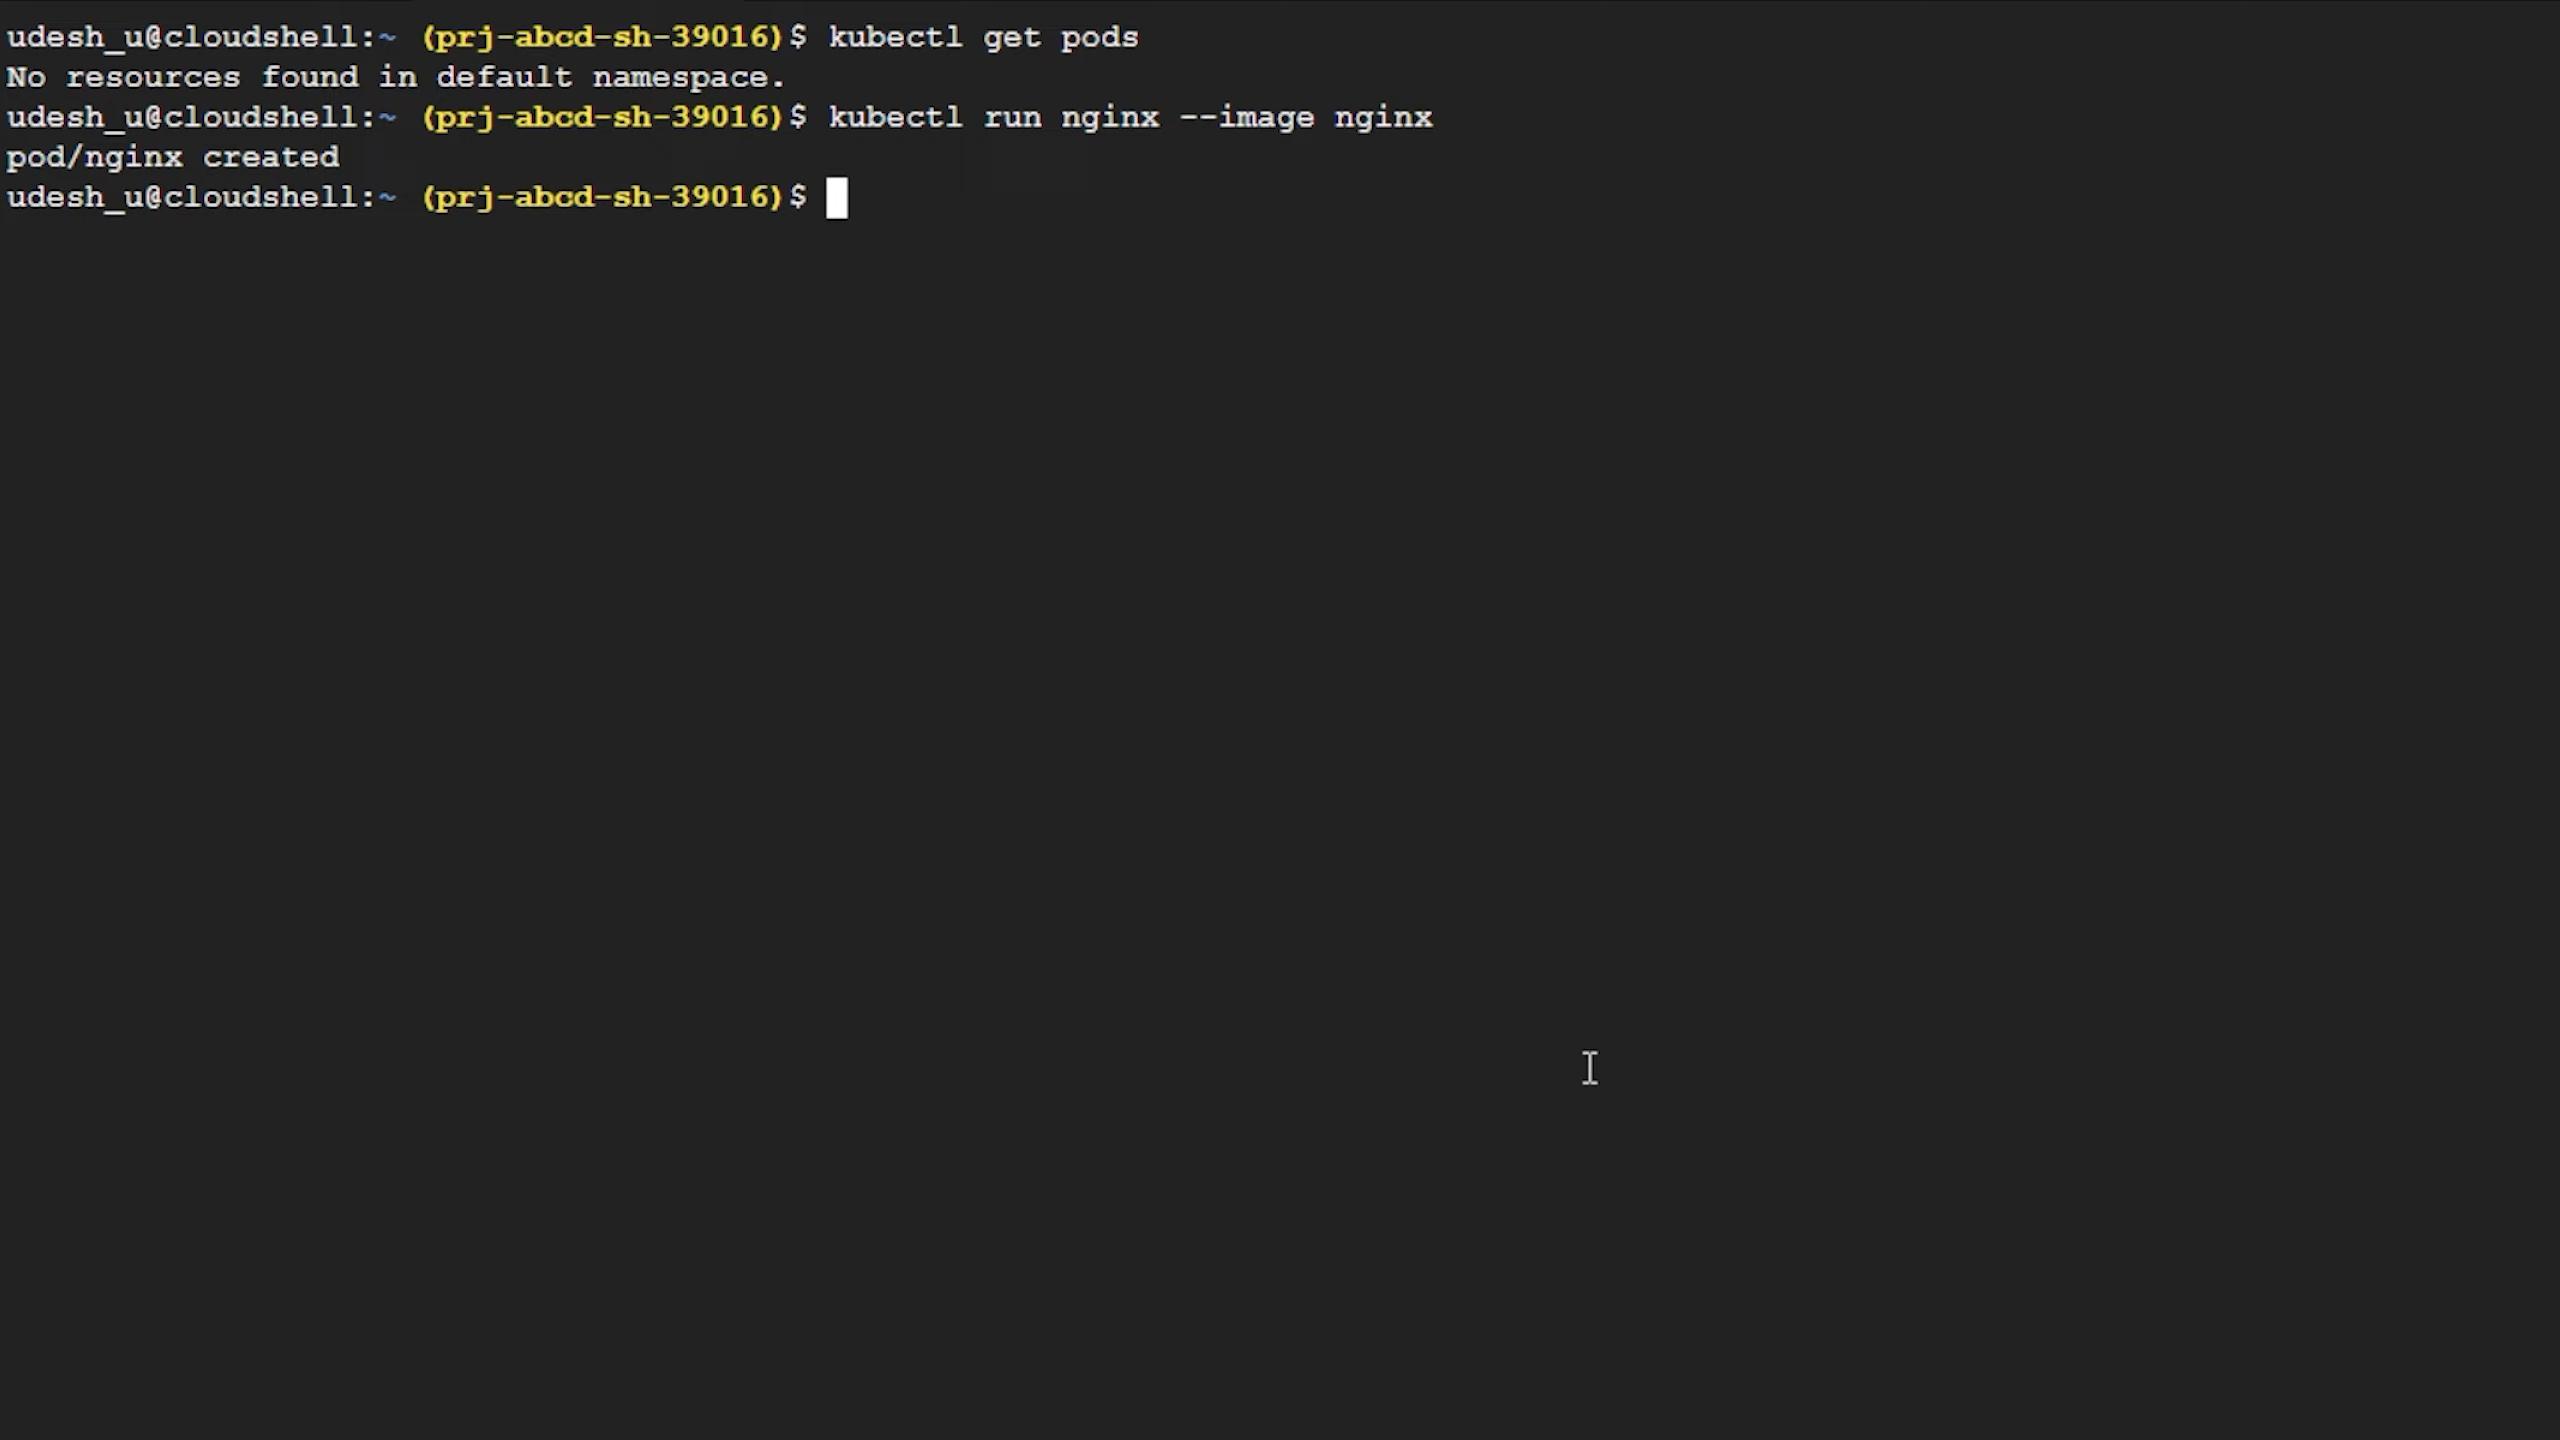 udesh_u@cloudshell:~ (prj-abcd-sh-39016)$ kubectl get pods
No resources found in default namespace.
udesh_u@cloudshell:~ (prj-abcd-sh-39016)$ kubectl run nginx --image nginx
pod/nginx created
udesh_u@cloudshell:~ (prj-abcd-sh-39016)$